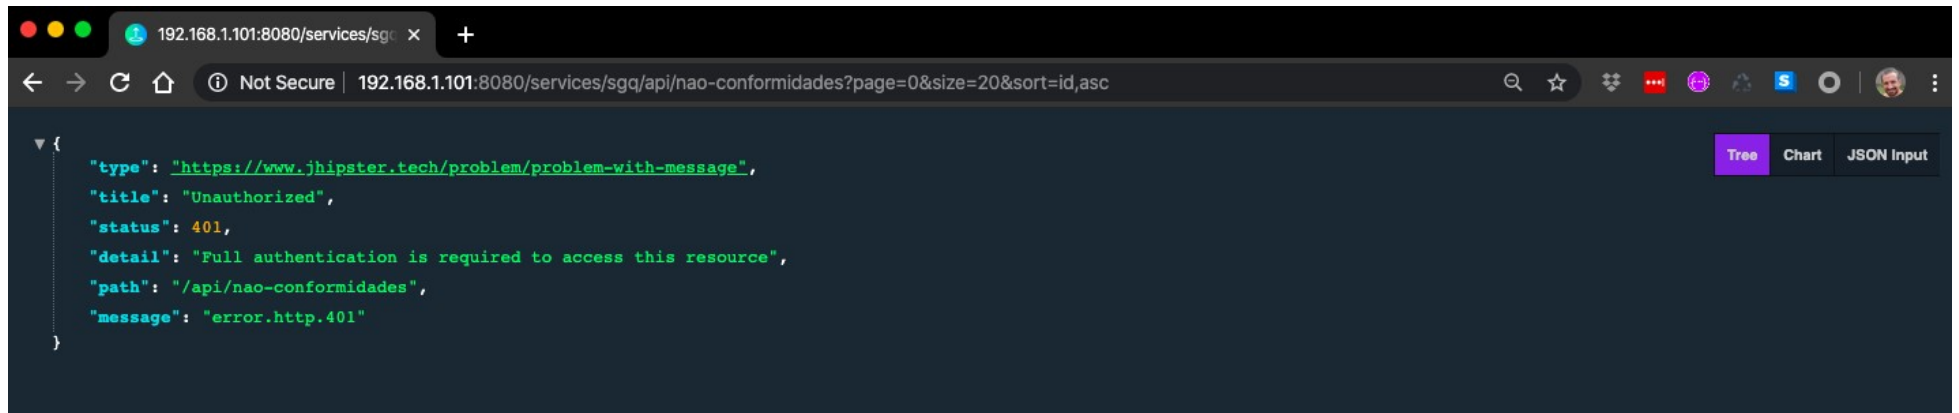 192.168.1.101:8080/services/sgq
Not Secure | 192.168.1.101:8080/services/sgq/api/nao-conformidades?page=0&size=20&sort=id,asc
S
Tree Chart JSON Input
{
"type": "https://www.jhipster.tech/problem/problem-with-message",
"title": "Unauthorized",
"status": 401,
"detail": "Full authentication is required to access this resource",
"path": "/api/nao-conformidades",
"message": "error.http.401"
}